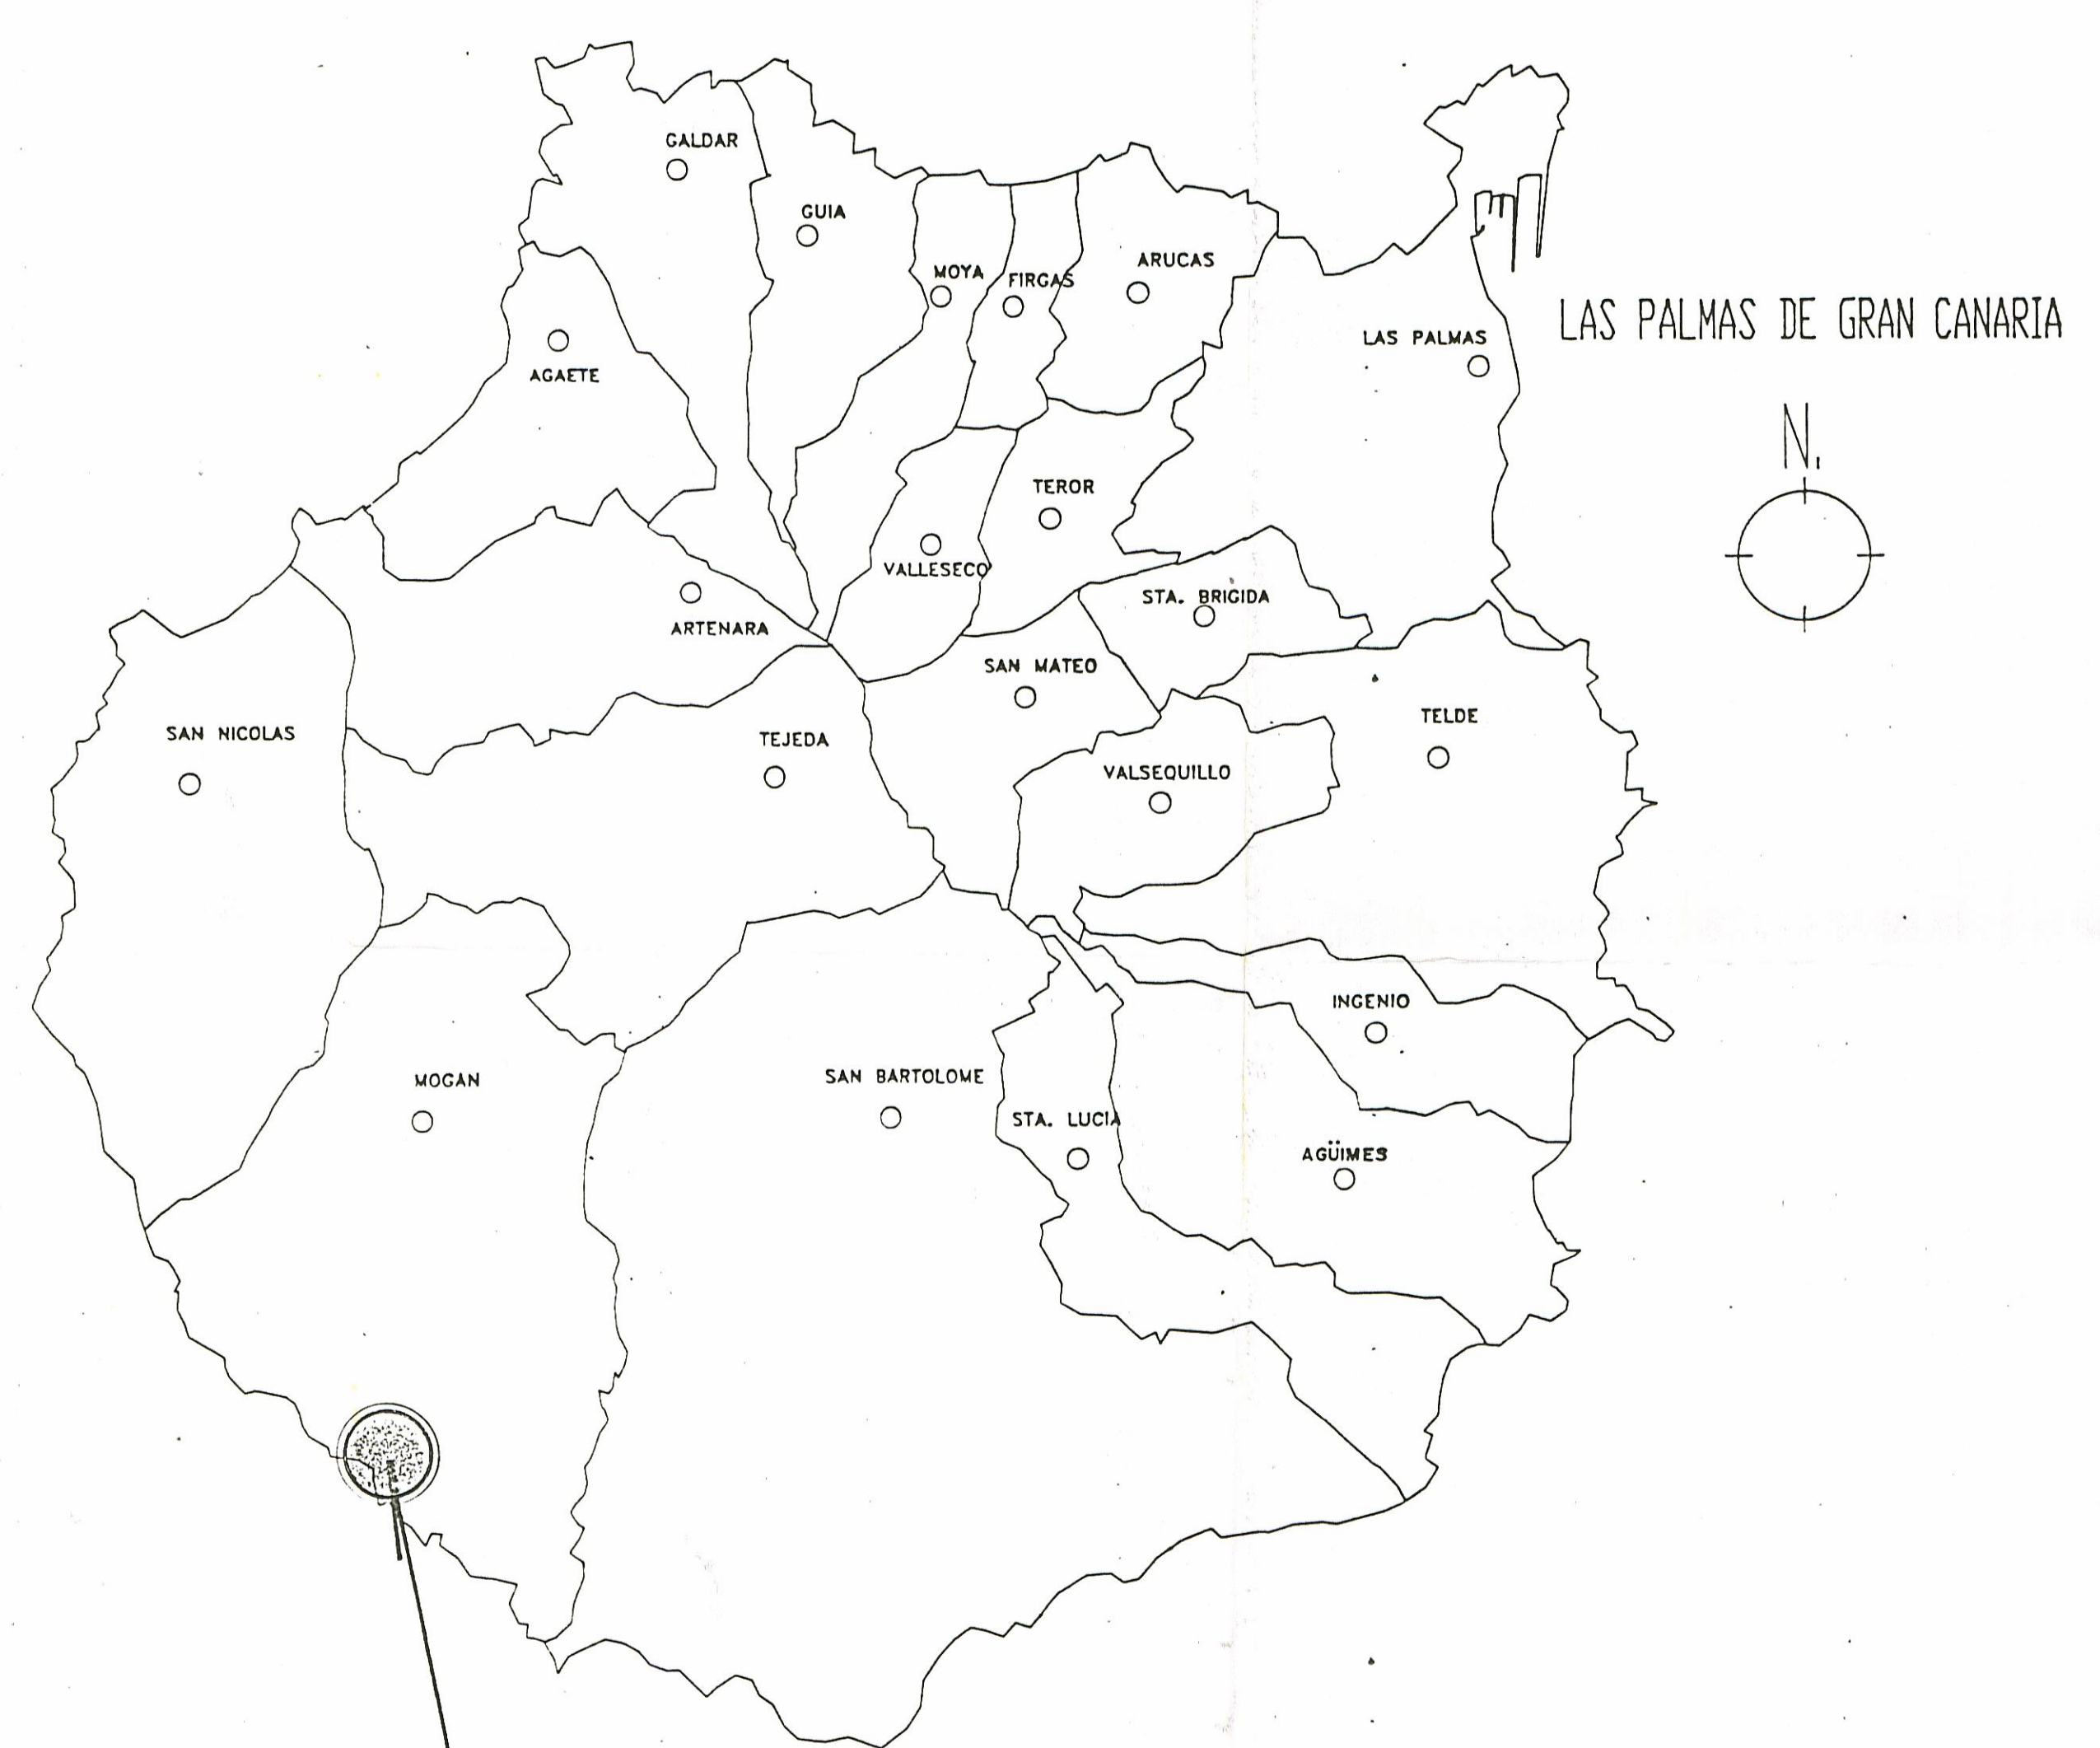 GALDAR
GUIA
MOYA
FIRGAS
ARUCAS
LAS PALMAS
LAS PALMAS DE GRAN CANARIA
AGAETE
N.
TEROR
VALLESECO
STA. BRIGIDA
ARTENARA
SAN MATEO
SAN NICOLAS
TEJEDA
TELDE
VALSEQUILLO
INGENIO
MOGAN
SAN BARTOLOME
STA. LUCIA
AGÜIMES